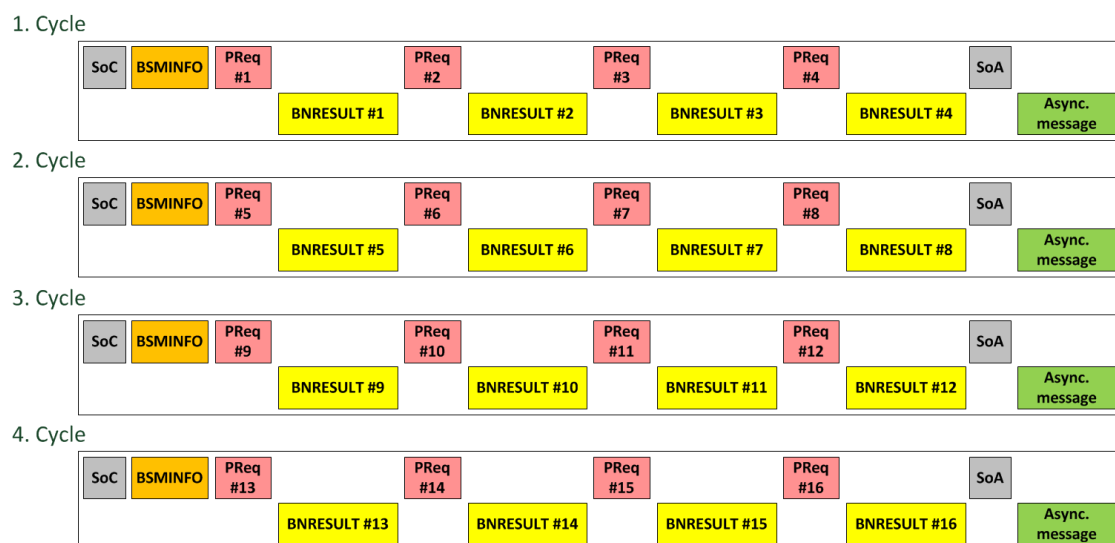 1. Cycle
SoC BSMINFO PReq #1 PReq #2 PReq #3 PReq #4 SoA
BNRESULT #1 BNRESULT #2 BNRESULT #3 BNRESULT #4 Async. message
2. Cycle
SoC BSMINFO PReq #5 PReq #6 PReq #7 PReq #8 SoA
BNRESULT #5 BNRESULT #6 BNRESULT #7 BNRESULT #8 Async. message
3. Cycle
SoC BSMINFO PReq #9 PReq #10 PReq #11 PReq #12 SoA
BNRESULT #9 BNRESULT #10 BNRESULT #11 BNRESULT #12 Async. message
4. Cycle
SoC BSMINFO PReq #13 PReq #14 PReq #15 PReq #16 SoA
BNRESULT #13 BNRESULT #14 BNRESULT #15 BNRESULT #16 Async. message